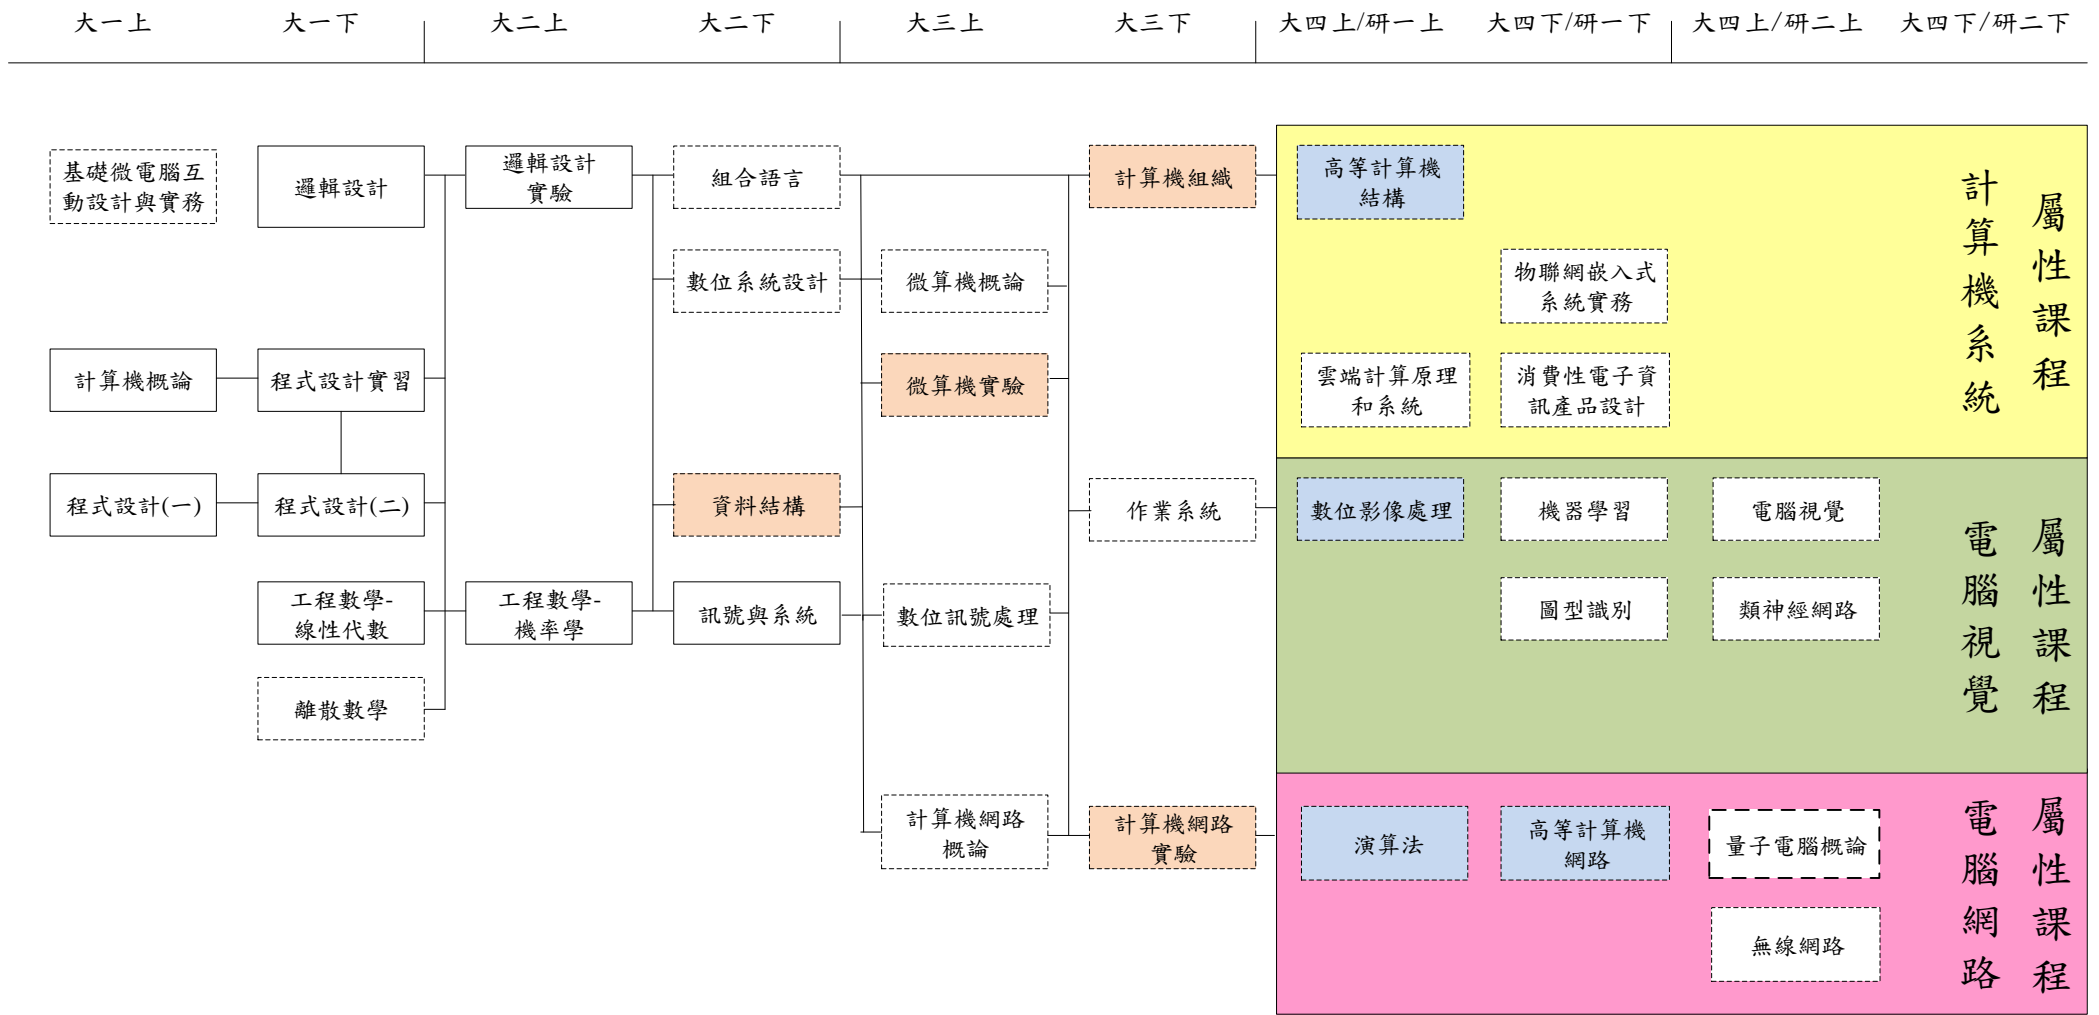 大一上
大一下
大二上
大二下
大三上
大三下
大四上/研一上
大四下/研一下
大四上/研二上
大四下/研二下
基礎微電腦互
動設計與實務
邏輯設計
邏輯設計
實驗
組合語言
計算機組織
高等計算機
結構
數位系統設計
微算機概論
物聯網嵌入式
系統實務
計算機概論
程式設計實習
微算機實驗
雲端計算原理
和系統
消費性電子資
訊產品設計
計算機系統
屬性課程
程式設計(一)
程式設計(二)
資料結構
作業系統
數位影像處理
機器學習
電腦視覺
工程數學-
線性代數
工程數學-
機率學
訊號與系統
數位訊號處理
圖型識別
類神經網路
離散數學
電腦視覺
屬性課程
計算機網路
概論
計算機網路
實驗
演算法
高等計算機
網路
量子電腦概論
無線網路
電腦網路
屬性課程